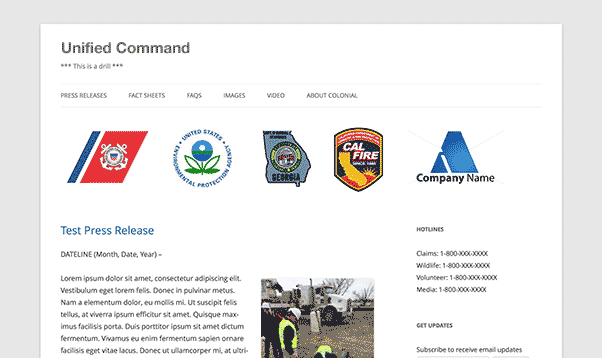 Unified Command
*** This is a drill ***
PRESS RELEASES FACT SHEETS FAQS IMAGES VIDEO ABOUT COLONIAL
UNITED STATES
ENVIRONMENTAL PROTECTION AGENCY
GEORGIA
CAL
FIRE
SINCE 1885
Company Name
Test Press Release
DATELINE (Month, Date, Year) –
Lorem ipsum dolor sit amet, consectetur adipiscing elit.
Vestibulum eget lorem felis. Donec in pulvinar metus.
Nam a elementum dolor, eu mollis mi. Ut suscipit felis
tellus, at viverra ipsum efficitur sit amet. Quisque max-
imus facilisis porta. Duis porttitor ipsum sit amet dictum
fermentum. Vivamus eu enim fermentum sapien ornare
facilisis eget vitae lacus. Donec ut ullamcorper mi, at ultri-
HOTLINES
Claims: 1-800-XXX-XXXX
Wildlife: 1-800-XXX-XXXX
Volunteer: 1-800-XXX-XXXX
Media: 1-800-XXX-XXXX
GET UPDATES
Subscribe to receive email updates